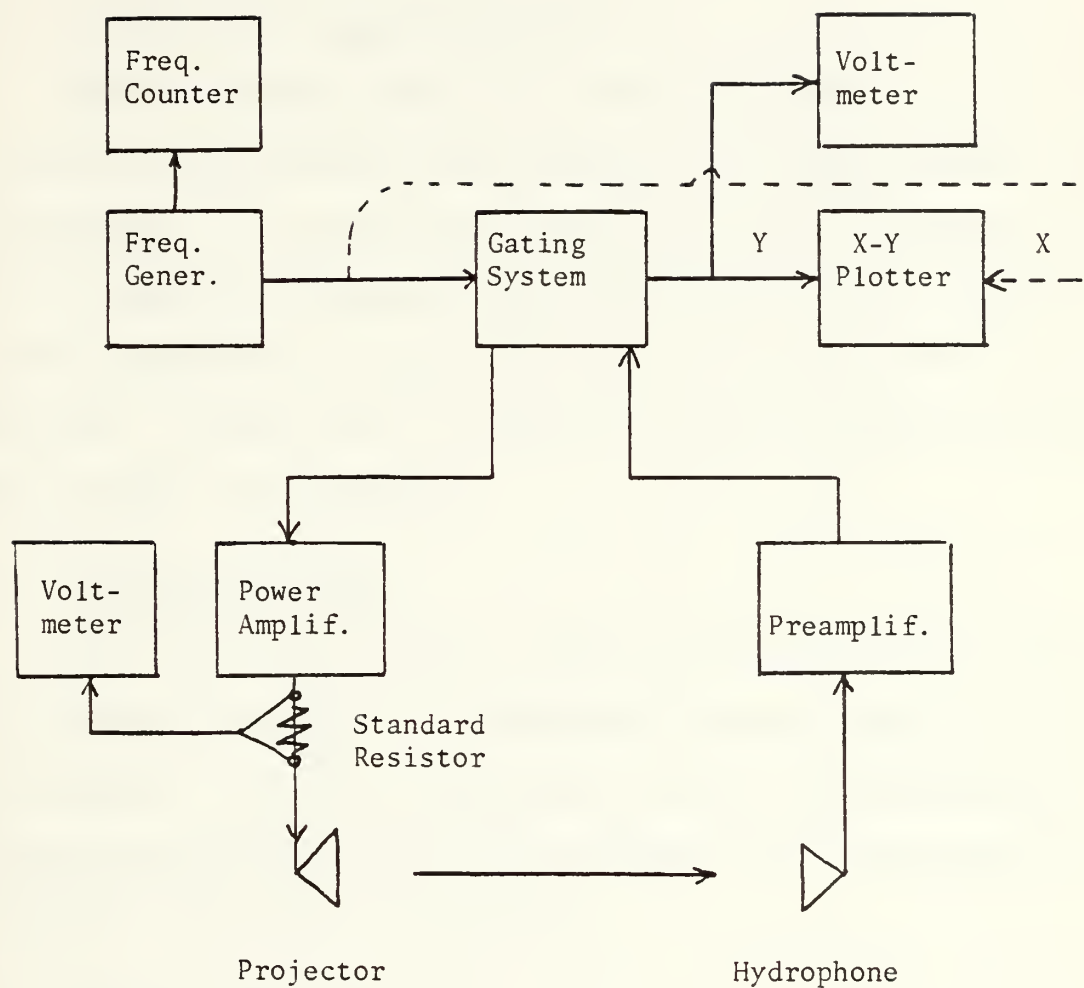 Freq.
Counter
Volt-
meter
Freq.
Gener.
Gating
System
Y
X-Y
Plotter
X
Volt-
meter
Power
Amplif.
Preamplif.
Standard
Resistor
Projector
Hydrophone